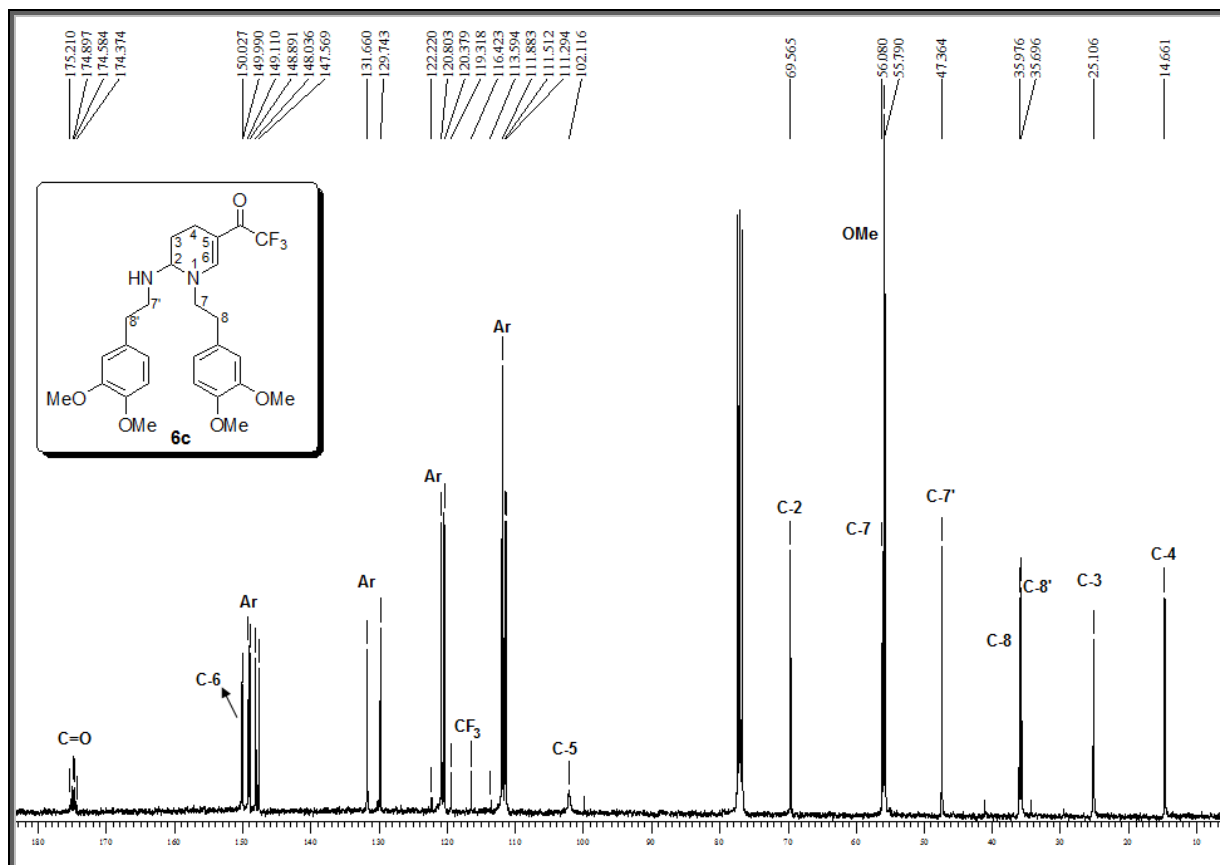 175.210
174.897
174.584
174.374
150.027
149.990
149.110
148.891
148.036
147.569
131.660
129.743
122.220
120.803
120.379
119.318
116.423
113.594
111.883
111.512
111.294
102.116
69.565
56.080
55.790
47.364
35.976
35.696
25.106
14.661
O
4
3
5
CF3
6
2
1
HN
N
7'
7
8'
8
MeO
OMe
OMe
OMe
6c
OMe
Ar
Ar
C-2
C-7'
C-7
Ar
Ar
C-4
C-8'
C-3
C-8
C-6
CF3
C=O
C-5
180 170 160 150 140 130 120 110 100 90 80 70 60 50 40 30 20 10